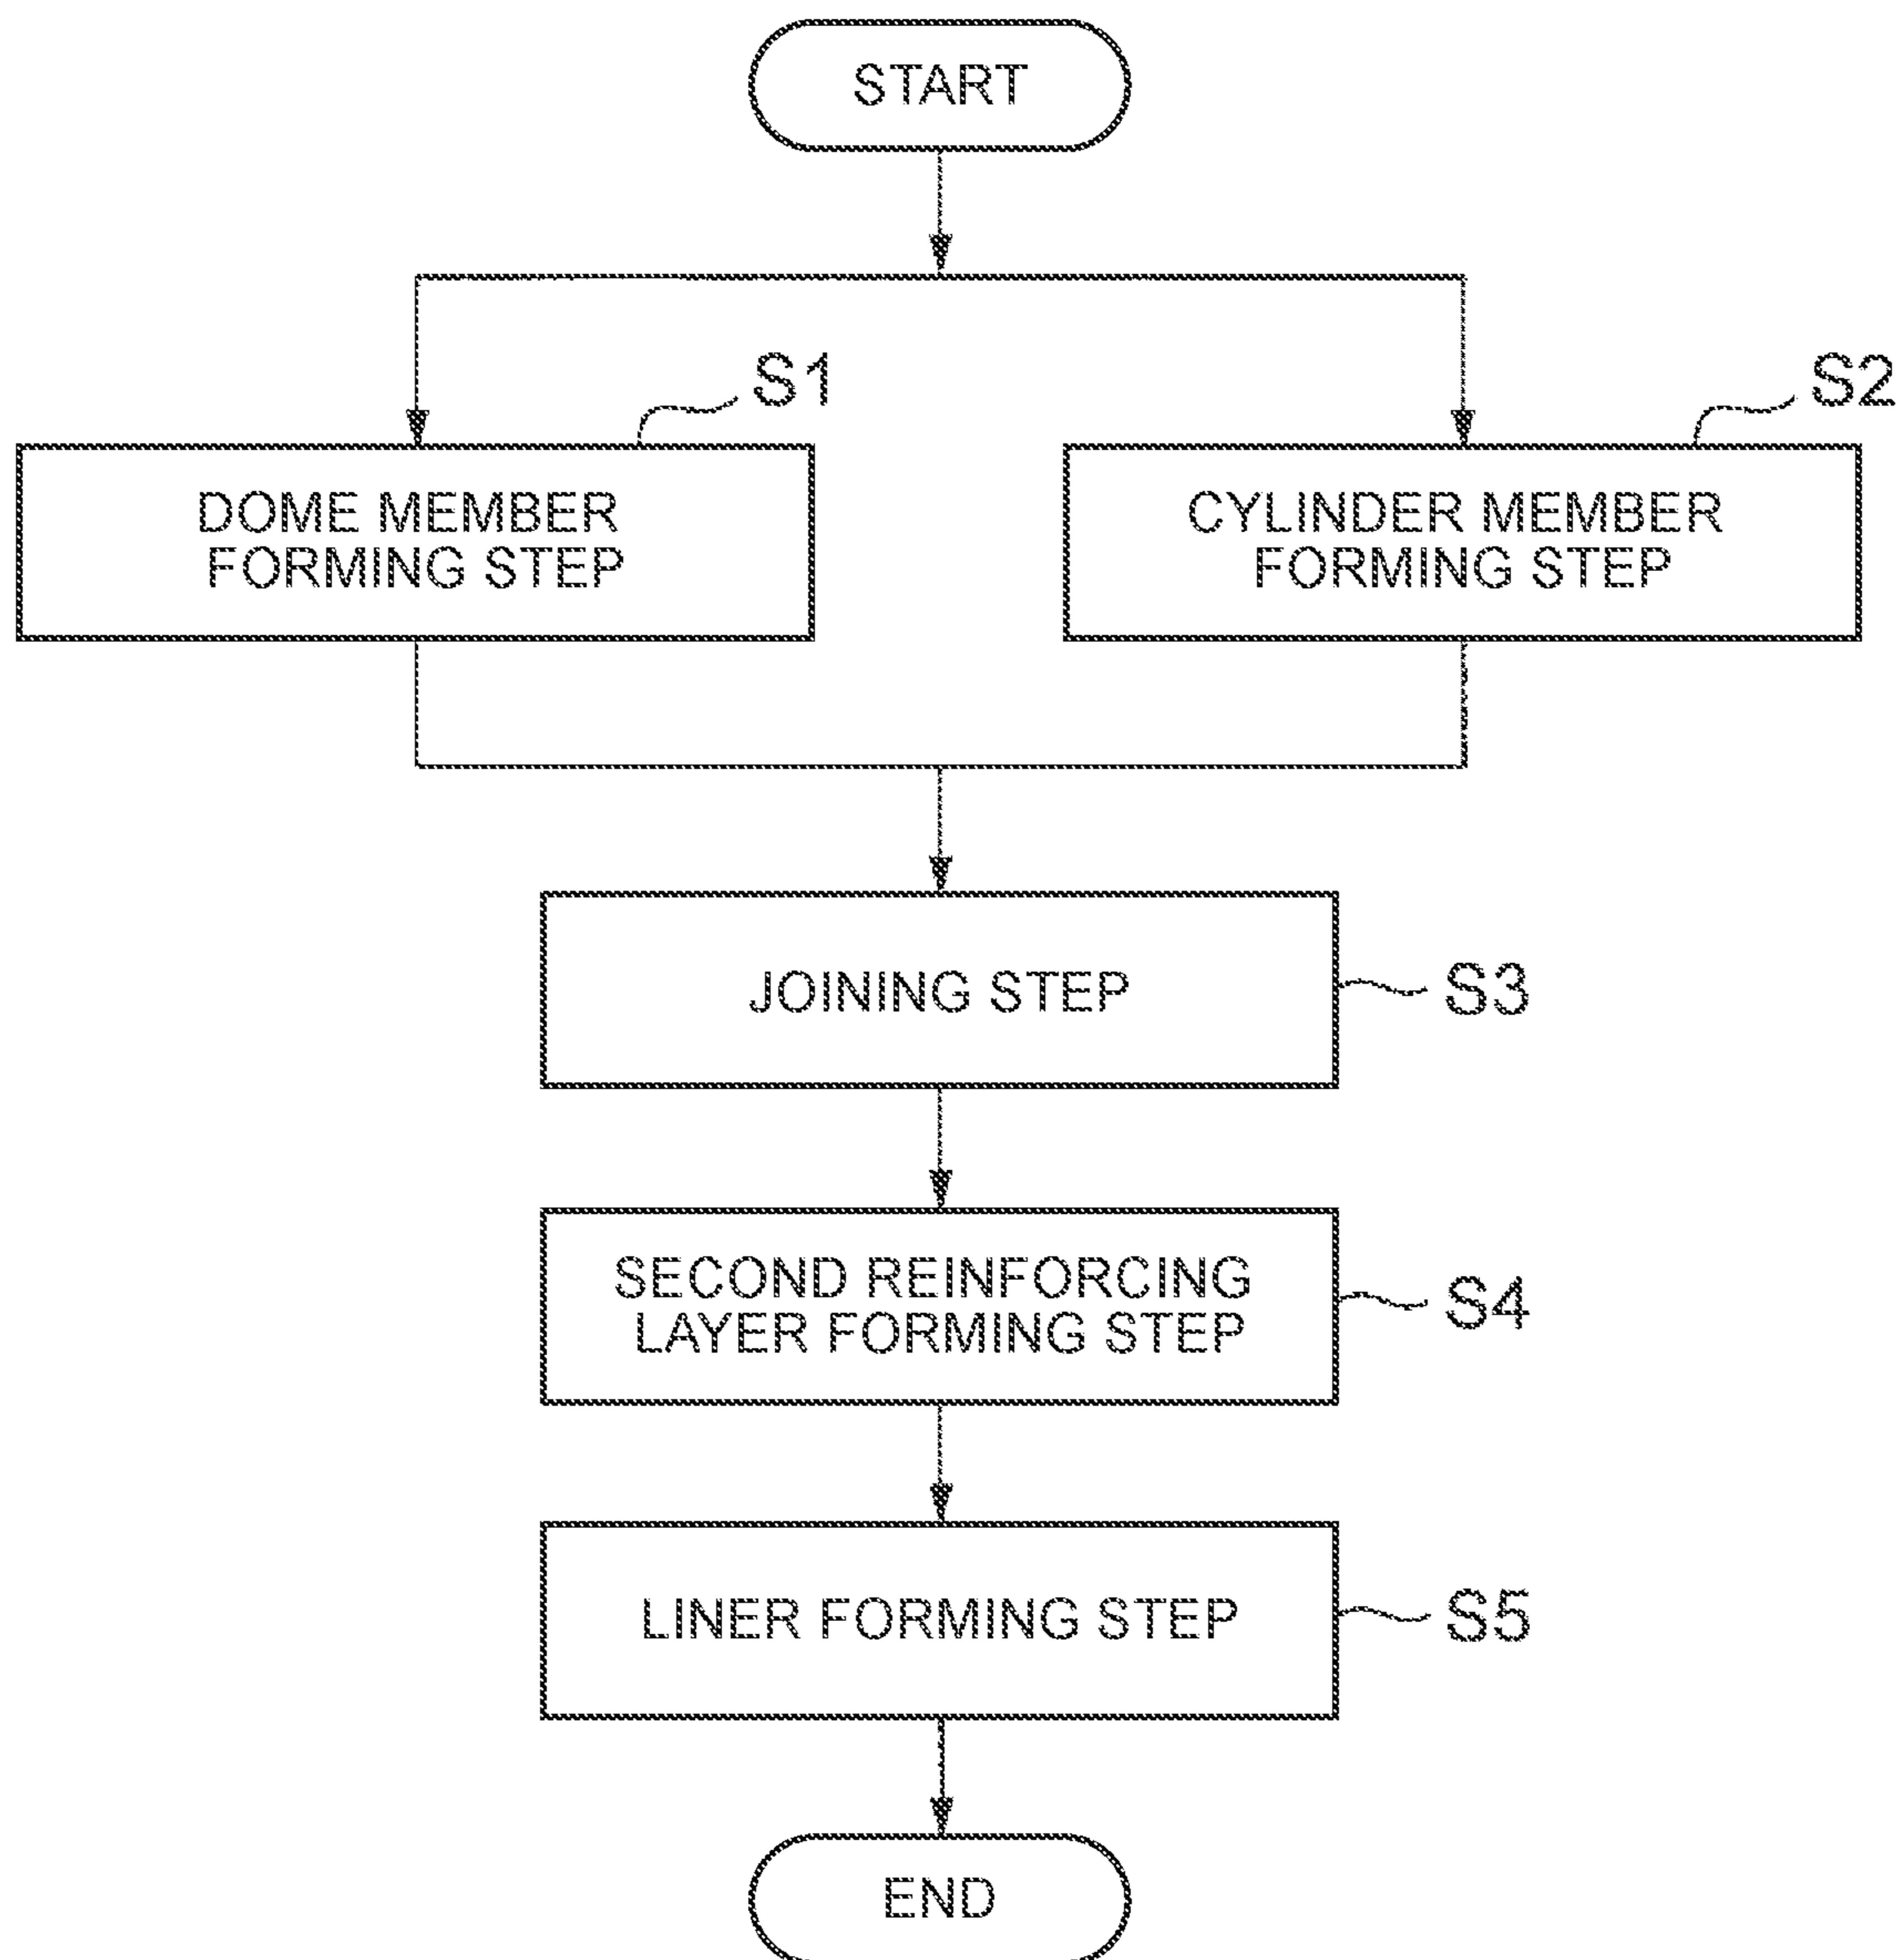 START
S1
S2
DOME MEMBER
FORMING STEP
CYLINDER MEMBER
FORMING STEP
JOINING STEP
S3
SECOND REINFORCING
LAYER FORMING STEP
S4
LINER FORMING STEP
S5
END